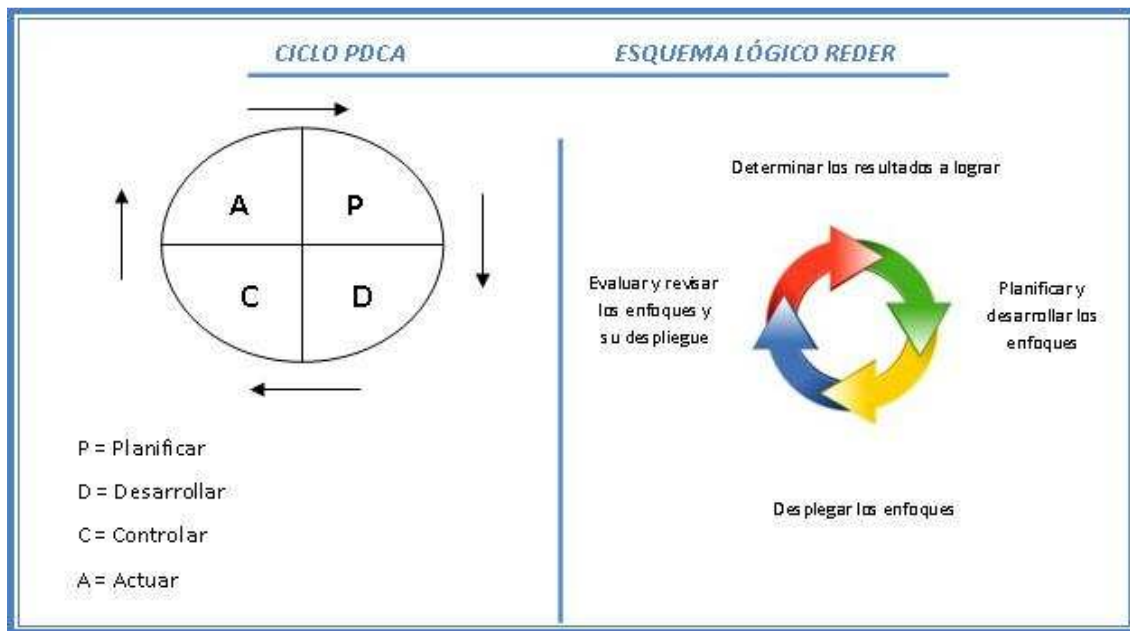 CICLO PDCA
ESQUEMA LÓGICO REDER
A
P
C
D
P = Planificar
D = Desarrollar
C = Controlar
A = Actuar
Determinar los resultados a lograr
Evaluar y revisar
los enfoques y
su despliegue
Planificar y
desarrollar los
enfoques
Desplegar los enfoques